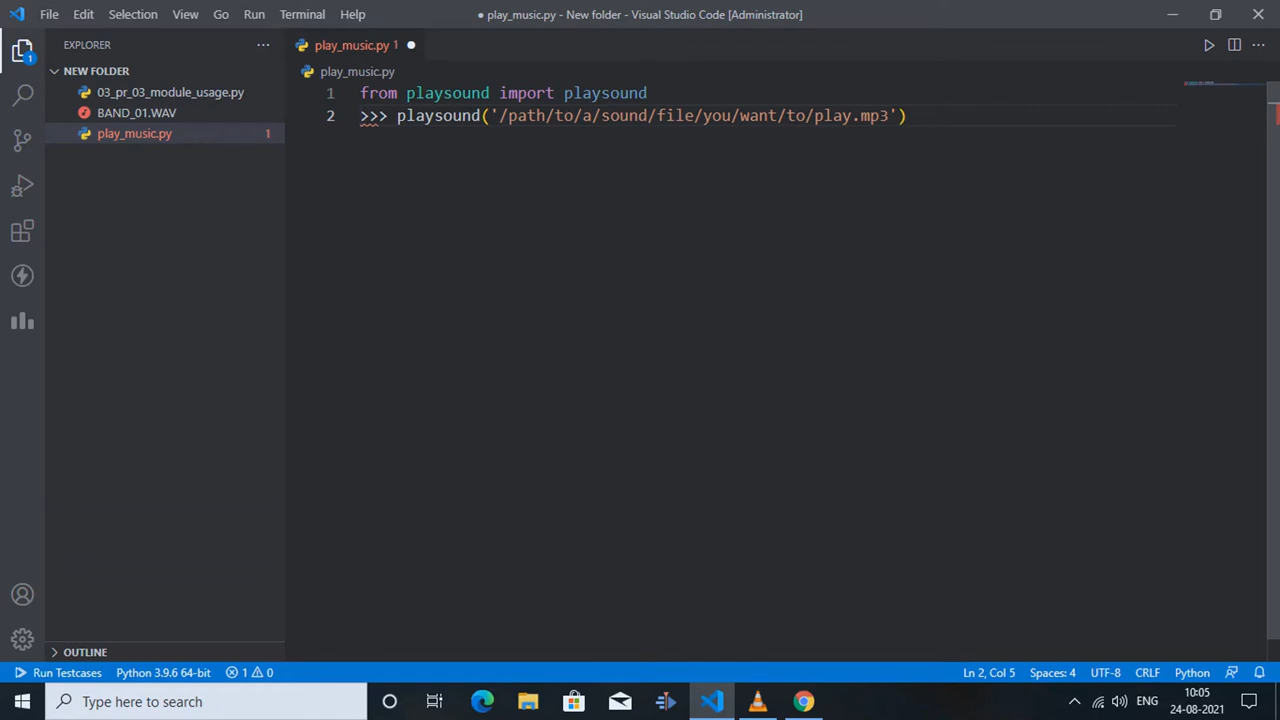 File Edit Selection View Go Run Terminal Help
● play_music.py - New folder - Visual Studio Code [Administrator]
EXPLORER
NEW FOLDER
03_pr_03_module_usage.py
BAND_01.WAV
play_music.py 1
1
play_music.py 1
play_music.py
1 from playsound import playsound
2 >>> playsound('/path/to/a/sound/file/you/want/to/play.mp3')
OUTLINE
Run Testcases Python 3.9.6 64-bit 1 0 Ln 2, Col 5 Spaces: 4 UTF-8 CRLF Python
Type here to search
ENG
10:05
24-08-2021